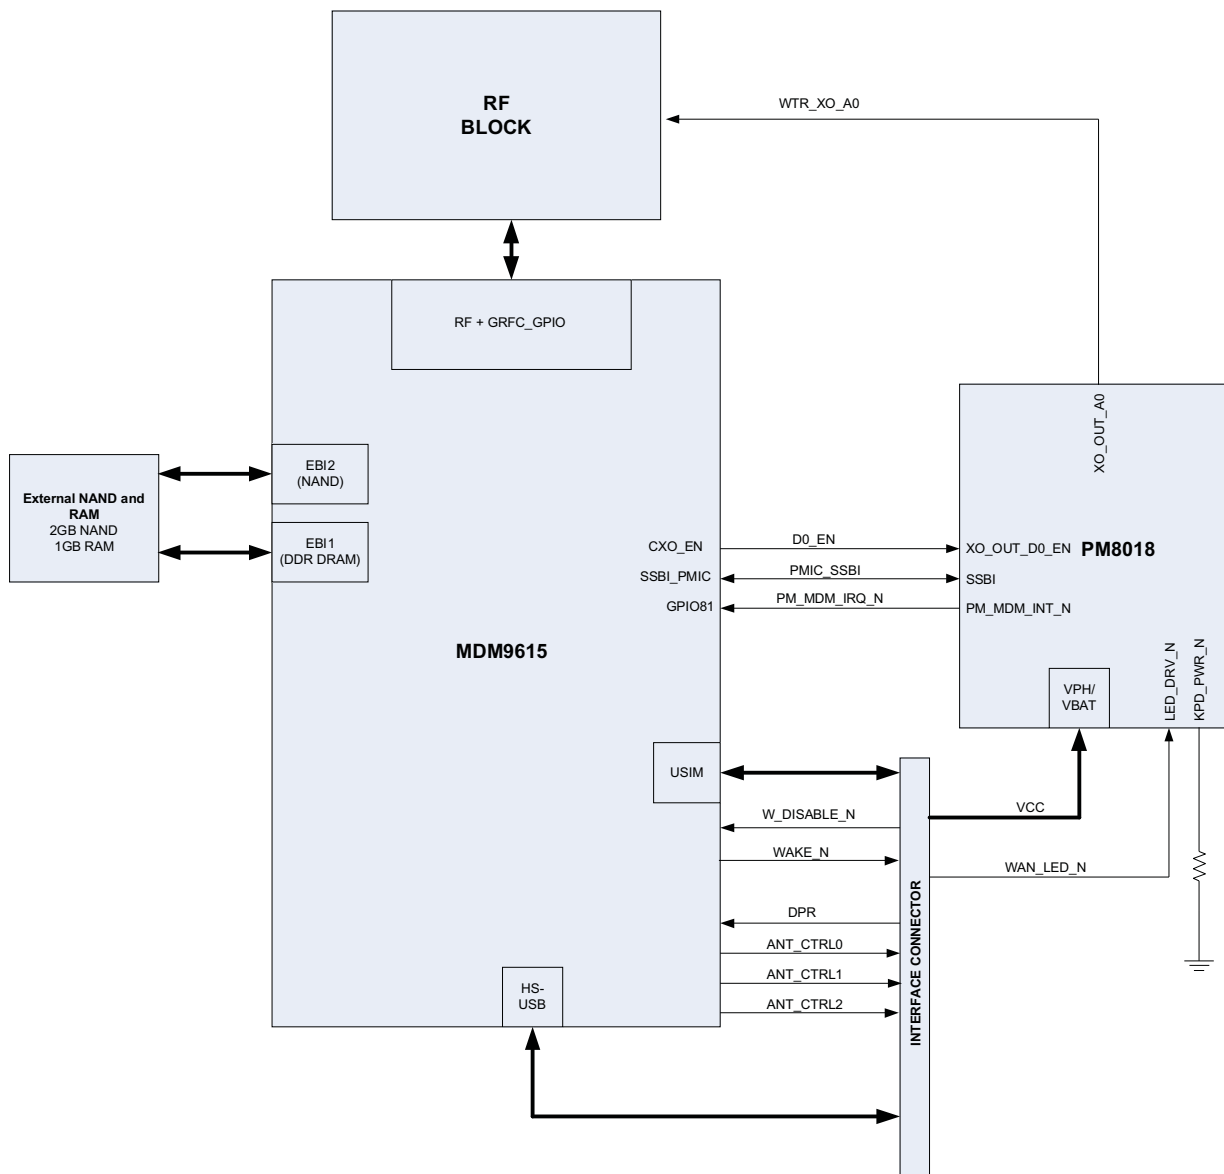 RF
BLOCK
WTR_XO_A0
RF + GRFC_GPIO
XO_OUT_A0
EBI2
(NAND)
External NAND and
RAM
2GB NAND
1GB RAM
EBI1
(DDR DRAM)
CXO_EN
D0_EN
XO_OUT_D0_EN
PM8018
SSBI_PMIC
PMIC_SSBI
SSBI
GPIO81
PM_MDM_IRQ_N
PM_MDM_INT_N
MDM9615
VPH/
VBAT
LED_DRV_N
KPD_PWR_N
USIM
W_DISABLE_N
VCC
WAKE_N
WAN_LED_N
DPR
ANT_CTRL0
ANT_CTRL1
ANT_CTRL2
HS-
USB
INTERFACE CONNECTOR